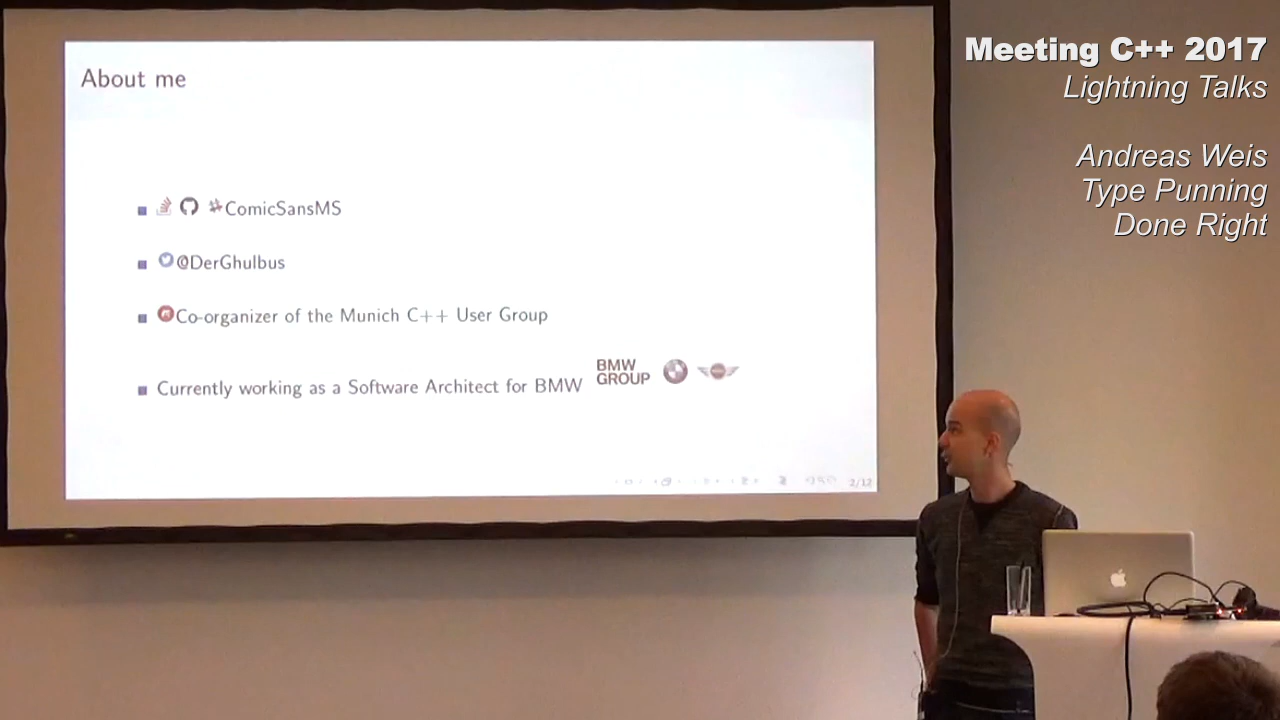 About me
ComicSansMS
@DerGhulbus
Co-organizer of the Munich C++ User Group
Currently working as a Software Architect for BMW
BMW
GROUP
2/12
Meeting C++ 2017
Lightning Talks
Andreas Weis
Type Punning
Done Right